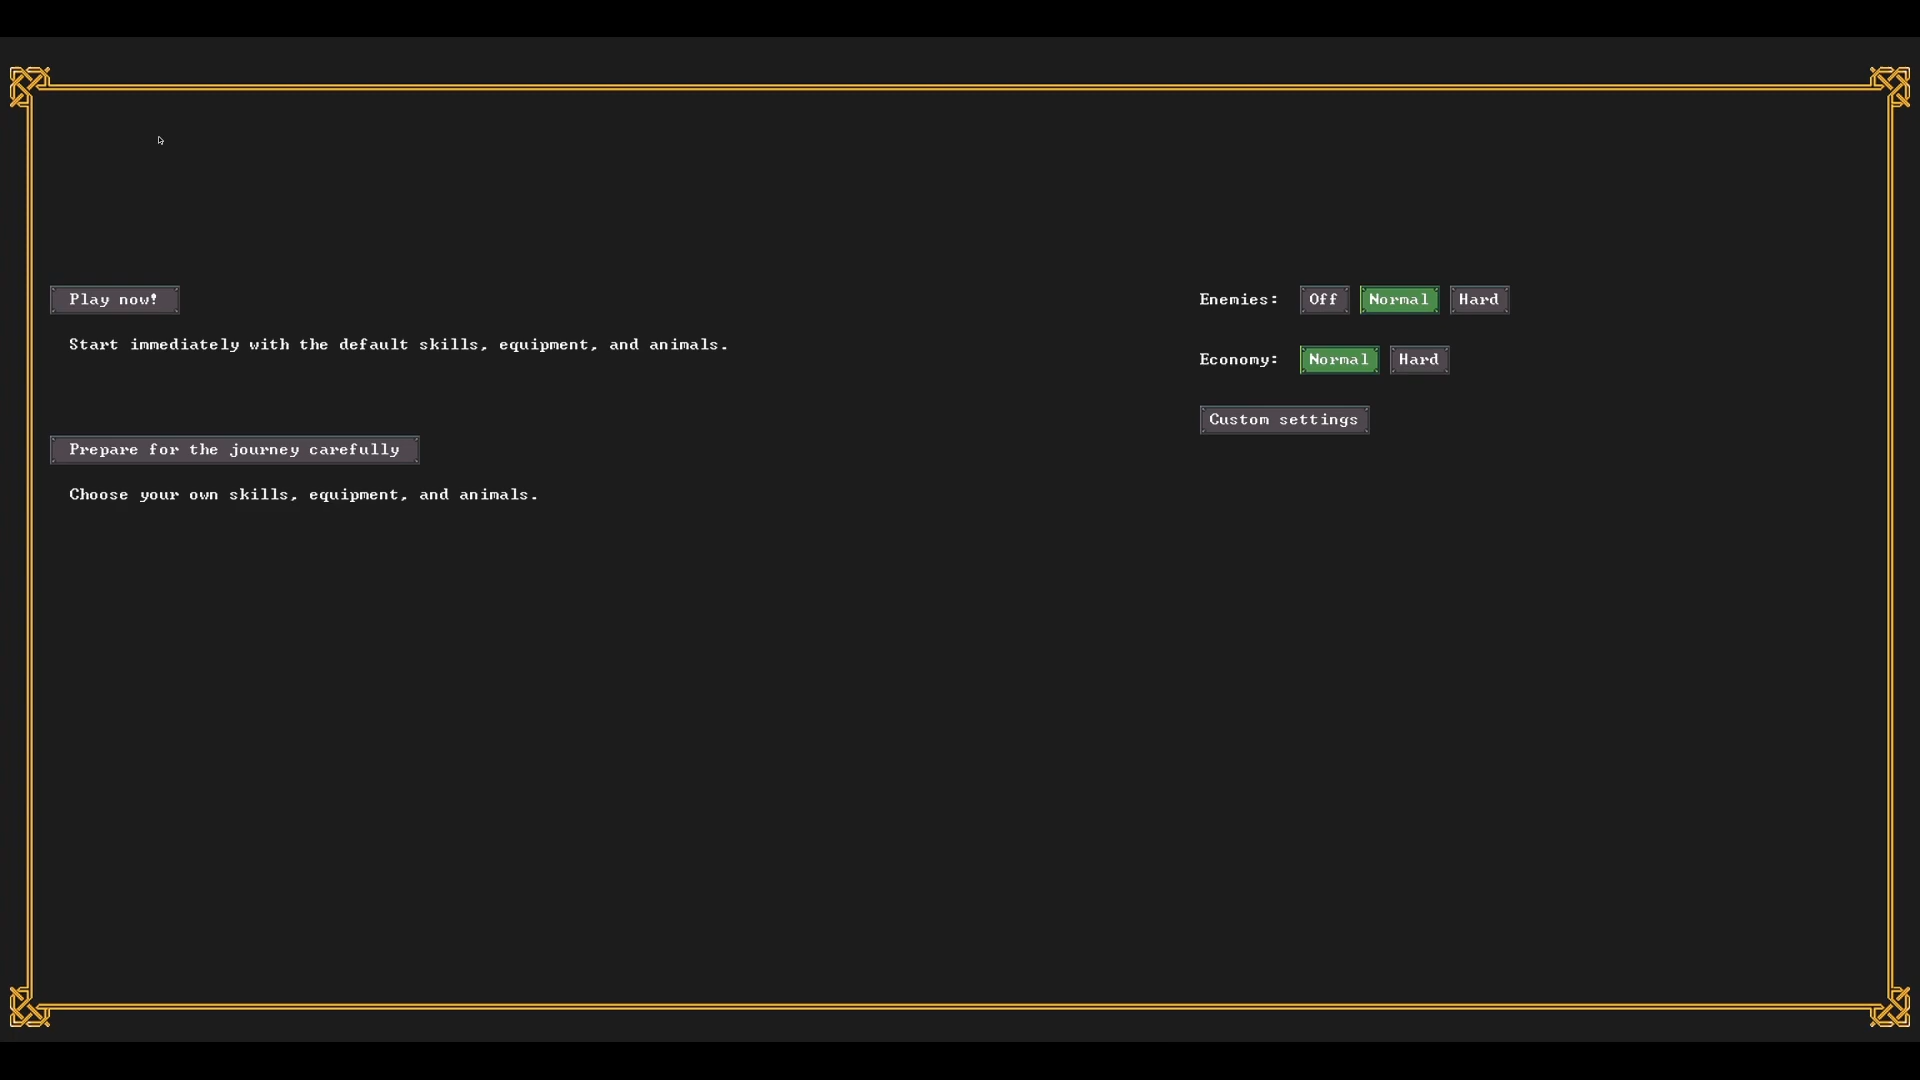 Play now!
Start immediately with the default skills, equipment, and animals.
Prepare for the journey carefully
Choose your own skills, equipment, and animals.
Enemies: Off Normal Hard
Economy: Normal Hard
Custom settings